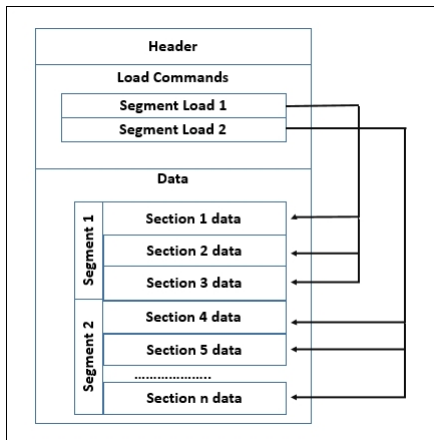 Header
Load Commands
Segment Load 1
Segment Load 2
Data
Segment 1
Section 1 data
Section 2 data
Section 3 data
Segment 2
Section 4 data
Section 5 data
...................
Section n data